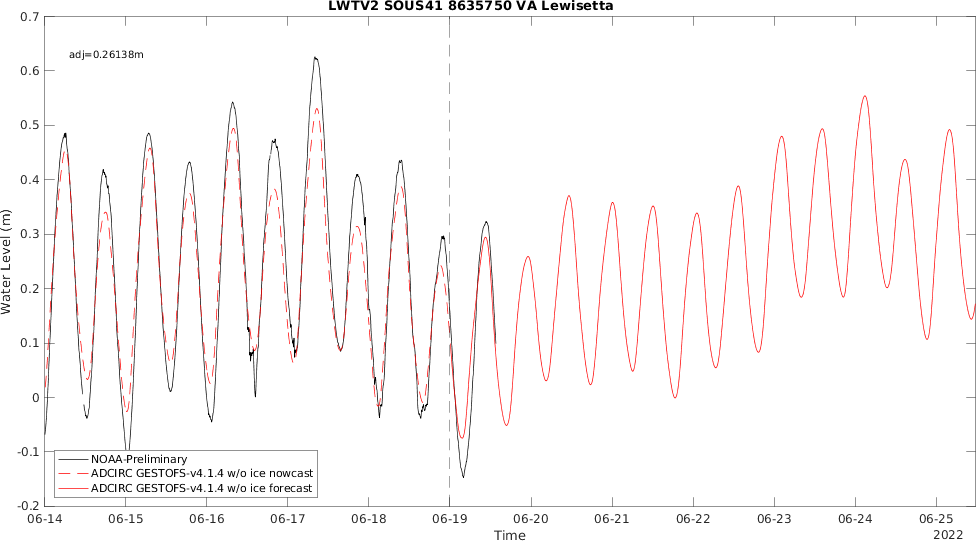 LWTV2 SOUS41 8635750 VA Lewisetta
adj=0.26138m
0.7
0.6
0.5
0.4
0.3
0.2
0.1
0
-0.1
-0.2
Water Level (m)
NOAA-Preliminary
ADCIRC GESTOFS-v4.1.4 w/o ice nowcast
ADCIRC GESTOFS-v4.1.4 w/o ice forecast
06-14 06-15 06-16 06-17 06-18 06-19 06-20 06-21 06-22 06-23 06-24 06-25
Time
2022